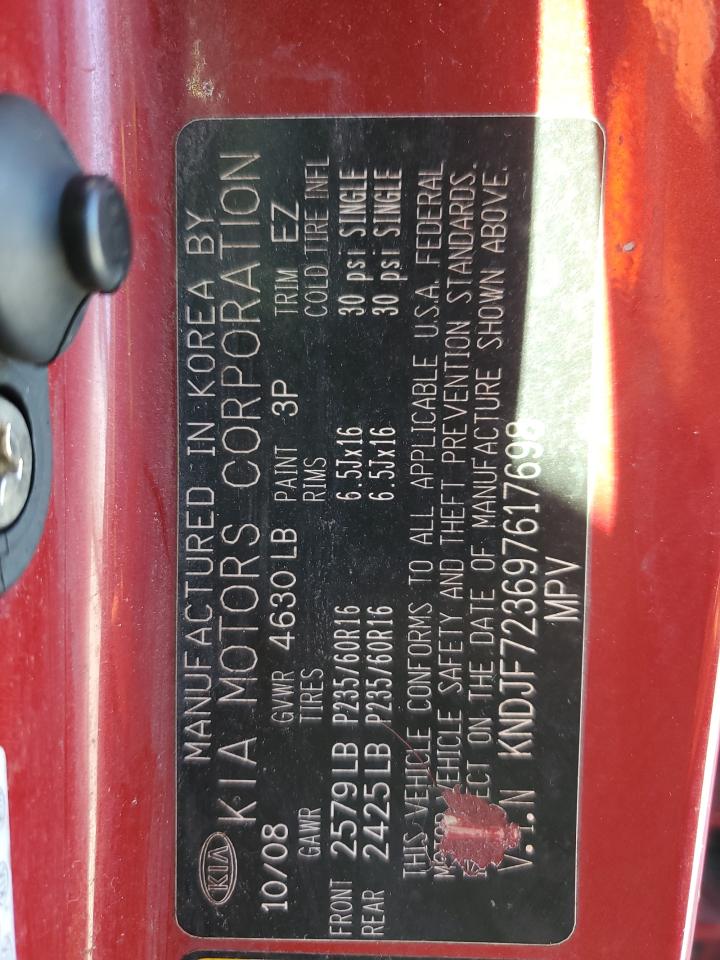 KIA
MANUFACTURED IN KOREA BY
KIA MOTORS CORPORATION
10/08 GVWR 4630 LB PAINT 3P TRIM EZ
GAWR TIRES RIMS COLD TIRE INFL
FRONT 2579 LB P235/60R16 6.5Jx16 30 psi SINGLE
REAR 2425 LB P235/60R16 6.5Jx16 30 psi SINGLE
THIS VEHICLE CONFORMS TO ALL APPLICABLE U.S.A. FEDERAL
MOTOR VEHICLE SAFETY AND THEFT PREVENTION STANDARDS
ON THE DATE OF MANUFACTURE SHOWN ABOVE.
V.I.N KNDJF723697617698
MPV